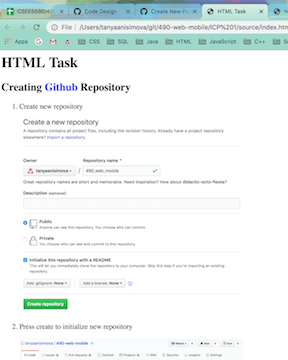 CSEE5590/4
Code Design
Create New Fi
HTML Task
File /Users/tanyaanisimova/git/490-web-mobile/ICP%201/source/index.htm
Apps
SQL
HTML
JavaScript
C++
HTML Task
Creating Github Repository
1. Create new repository
Create a new repository
A repository contains all project files, including the revision history. Already have a project repository
elsewhere? Import a repository.
Owner Repository name *
tanyaanisimova / 490_web_mobile
Great repository names are short and memorable. Need inspiration? How about didactic-octo-fiesta?
Description (optional)
Public
Anyone can see this repository. You choose who can commit.
Private
You choose who can see and commit to this repository.
Initialize this repository with a README
This will let you immediately clone the repository to your computer. Skip this step if you're importing an existing
repository.
Add .gitignore: None Add a license: None
Create repository
2. Press create to initialize new repository
tanyaanisimova / 490-web-mobile
Code Issues Pull requests Projects Wiki Security Insights Settings